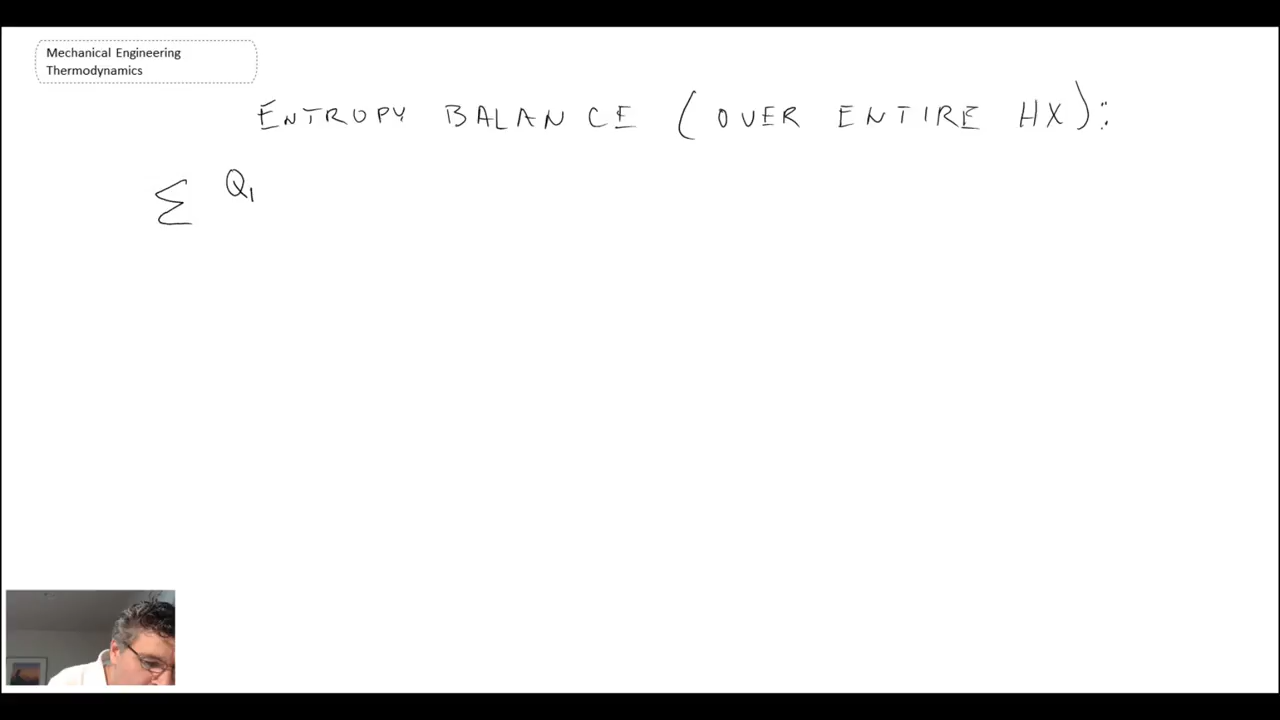 Mechanical Engineering
Thermodynamics
ENTROPY BALANCE (OVER ENTIRE HX):
Σ Q1